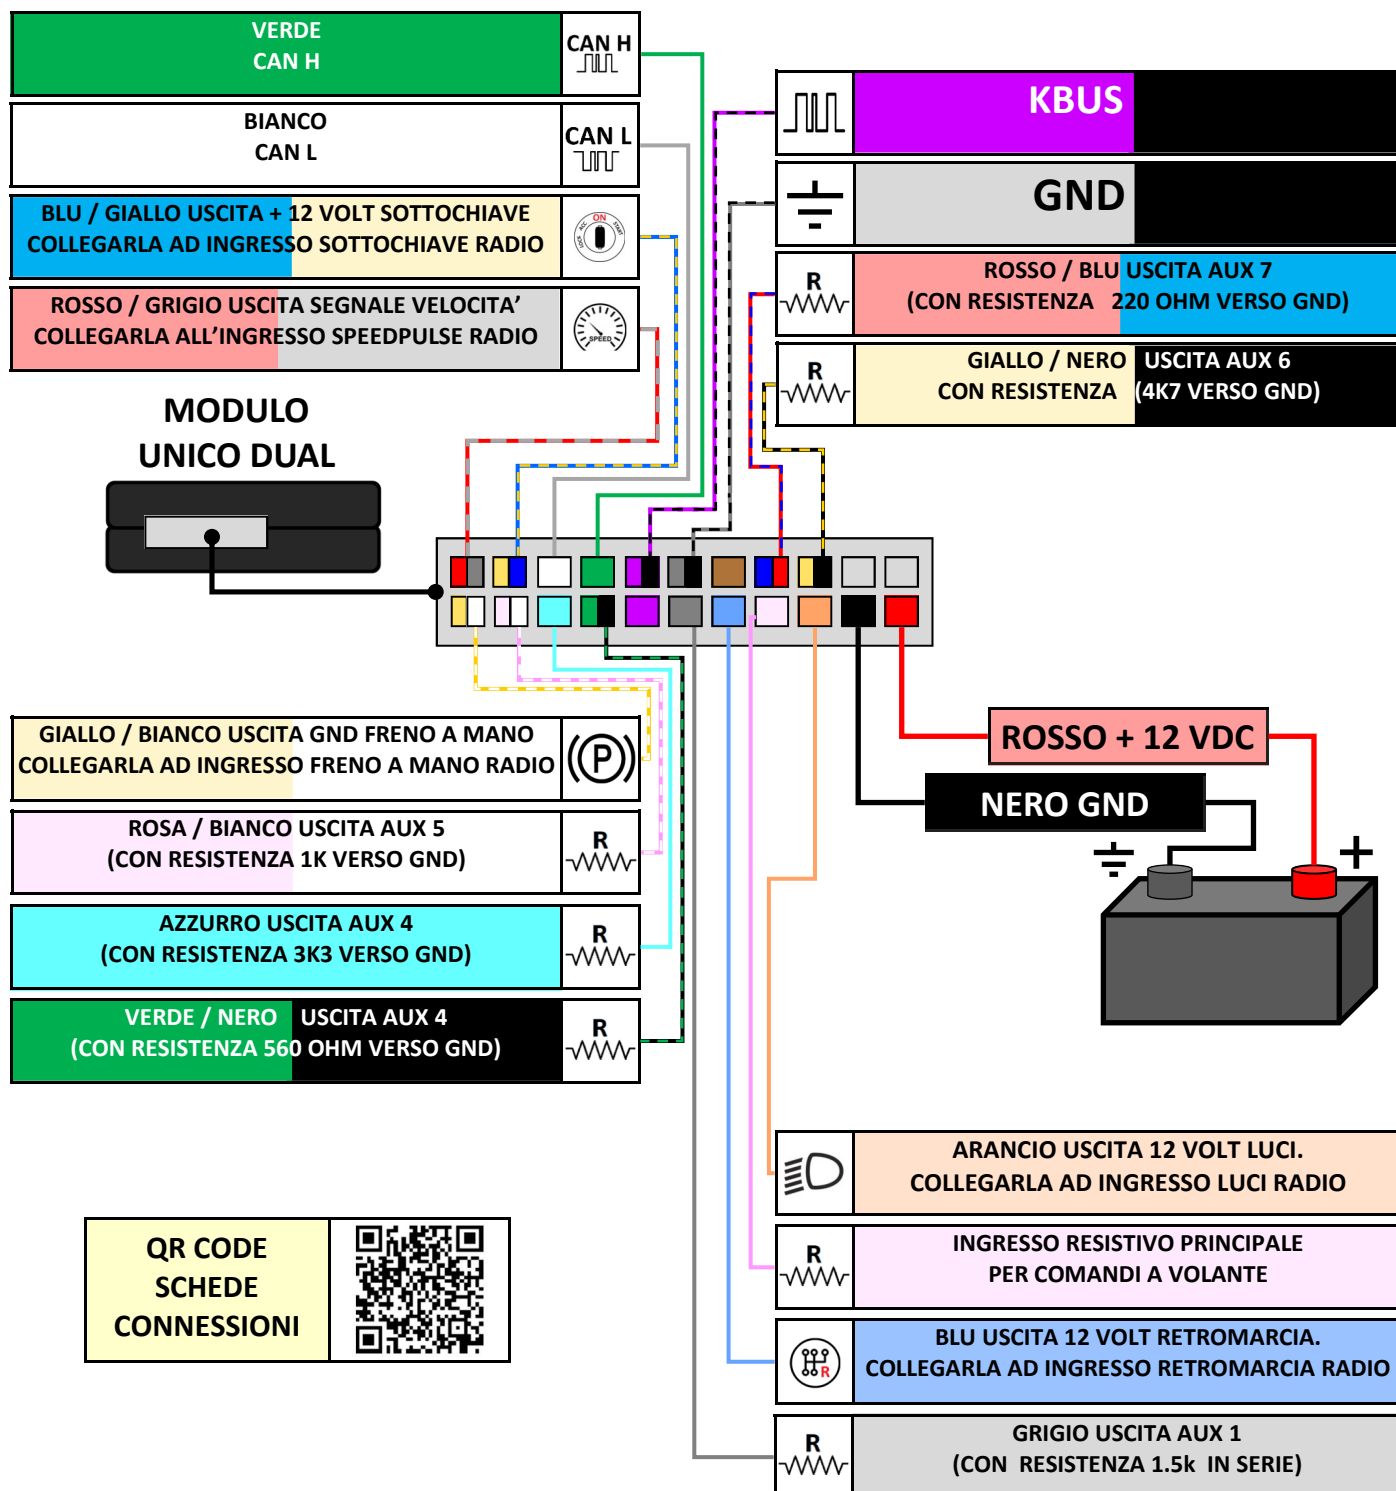 VERDE
CAN H
CAN H
BIANCO
CAN L
CAN L
BLU / GIALLO USCITA + 12 VOLT SOTTOCHIAVE
COLLEGARLA AD INGRESSO SOTTOCHIAVE RADIO
LOCK ACC ON START
ROSSO / GRIGIO USCITA SEGNALE VELOCITA’
COLLEGARLA ALL’INGRESSO SPEEDPULSE RADIO
SPEED
KBUS
GND
R
ROSSO / BLU USCITA AUX 7
(CON RESISTENZA 220 OHM VERSO GND)
R
GIALLO / NERO USCITA AUX 6
CON RESISTENZA (4K7 VERSO GND)
MODULO
UNICO DUAL
GIALLO / BIANCO USCITA GND FRENO A MANO
COLLEGARLA AD INGRESSO FRENO A MANO RADIO
(P)
ROSA / BIANCO USCITA AUX 5
(CON RESISTENZA 1K VERSO GND)
R
AZZURRO USCITA AUX 4
(CON RESISTENZA 3K3 VERSO GND)
R
VERDE / NERO USCITA AUX 4
(CON RESISTENZA 560 OHM VERSO GND)
R
ROSSO + 12 VDC
NERO GND
+
ARANCIO USCITA 12 VOLT LUCI.
COLLEGARLA AD INGRESSO LUCI RADIO
R
INGRESSO RESISTIVO PRINCIPALE
PER COMANDI A VOLANTE
R
BLU USCITA 12 VOLT RETROMARCIA.
COLLEGARLA AD INGRESSO RETROMARCIA RADIO
R
GRIGIO USCITA AUX 1
(CON RESISTENZA 1.5k IN SERIE)
QR CODE
SCHEDE
CONNESSIONI